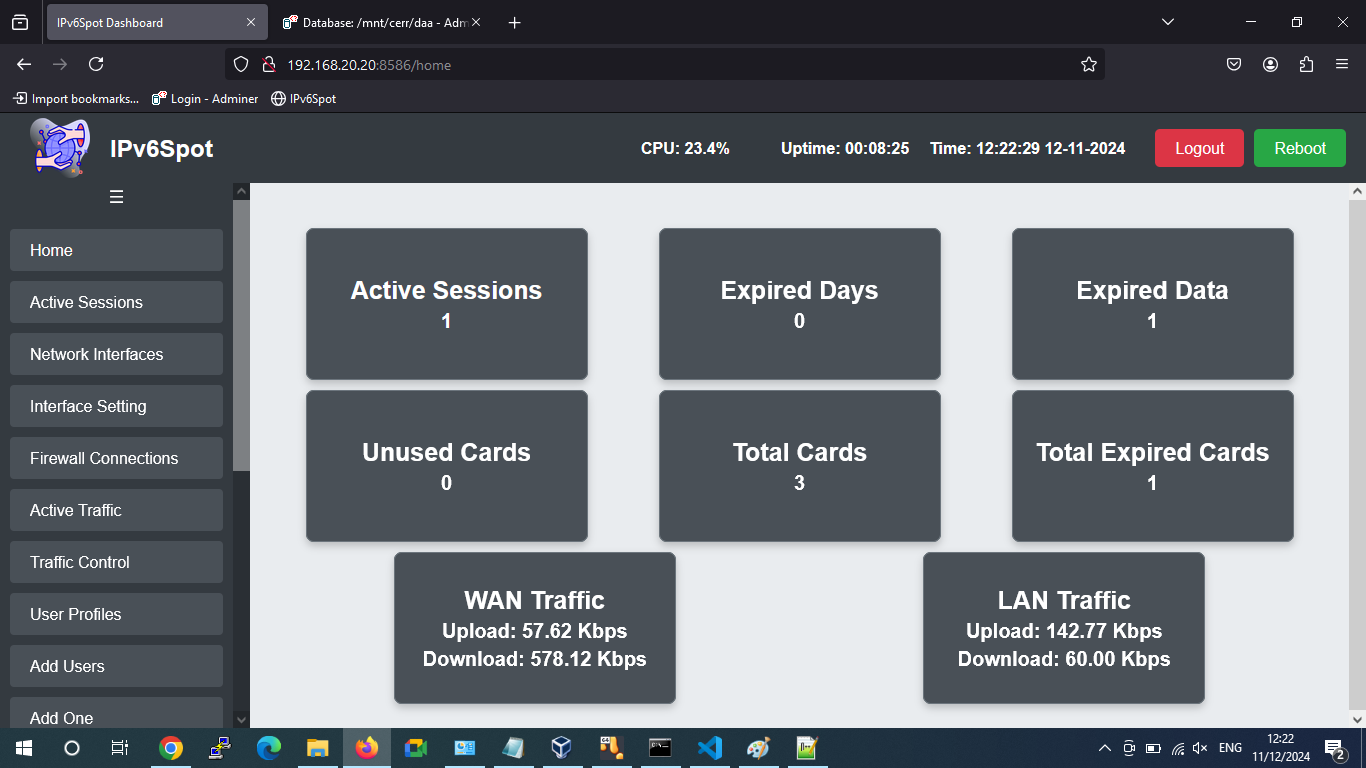 IPv6Spot Dashboard
Database: /mnt/cerr/daa - Adm
192.168.20.20:8586/home
Import bookmarks... Login - Adminer IPv6Spot
IPv6Spot CPU: 23.4% Uptime: 00:08:25 Time: 12:22:29 12-11-2024 Logout Reboot
Home
Active Sessions
Network Interfaces
Interface Setting
Firewall Connections
Active Traffic
Traffic Control
User Profiles
Add Users
Add One
Active Sessions
1
Expired Days
0
Expired Data
1
Unused Cards
0
Total Cards
3
Total Expired Cards
1
WAN Traffic
Upload: 57.62 Kbps
Download: 578.12 Kbps
LAN Traffic
Upload: 142.77 Kbps
Download: 60.00 Kbps
ENG
12:22
11/12/2024
2